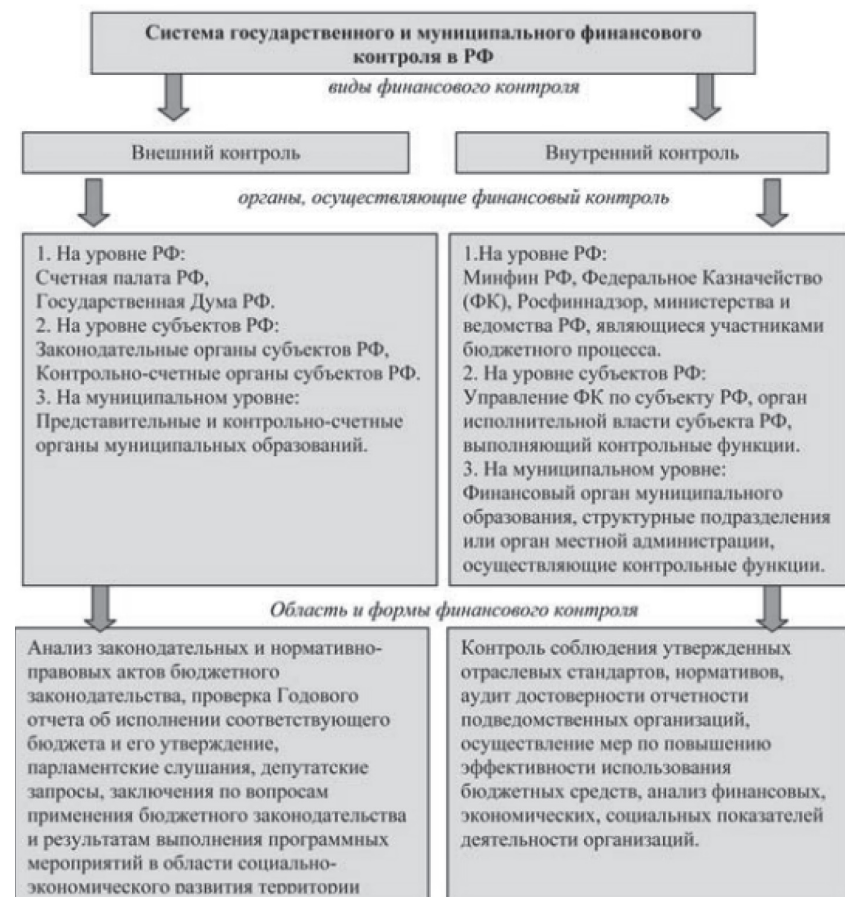 Система государственного и муниципального финансового
контроля в РФ
виды финансового контроля
Внешний контроль
Внутренний контроль
органы, осуществляющие финансовый контроль
1. На уровне РФ:
Счетная палата РФ,
Государственная Дума РФ.
2. На уровне субъектов РФ:
Законодательные органы субъектов РФ,
Контрольно-счетные органы субъектов РФ.
3. На муниципальном уровне:
Представительные и контрольно-счетные
органы муниципальных образований.
1.На уровне РФ:
Минфин РФ, Федеральное Казначейство
(ФК), Росфиннадзор, министерства и
ведомства РФ, являющиеся участниками
бюджетного процесса.
2. На уровне субъектов РФ:
Управление ФК по субъекту РФ, орган
исполнительной власти субъекта РФ,
выполняющий контрольные функции.
3. На муниципальном уровне:
Финансовый орган муниципального
образования, структурные подразделения
или орган местной администрации,
осуществляющие контрольные функции.
Область и формы финансового контроля
Анализ законодательных и нормативно-
правовых актов бюджетного
законодательства, проверка Годового
отчета об исполнении соответствующего
бюджета и его утверждение,
парламентские слушания, депутатские
запросы, заключения по вопросам
применения бюджетного законодательства
и результатам выполнения программных
мероприятий в области социально-
экономического развития территории
Контроль соблюдения утвержденных
отраслевых стандартов, нормативов,
аудит достоверности отчетности
подведомственных организаций,
осуществление мер по повышению
эффективности использования
бюджетных средств, анализ финансовых,
экономических, социальных показателей
деятельности организаций.